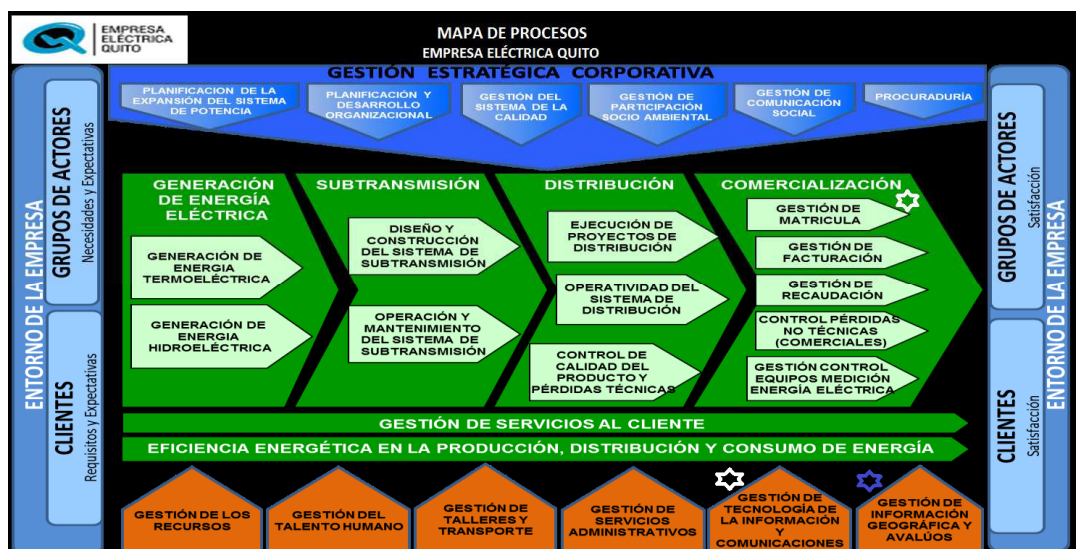 EMPRESA
ELÉCTRICA
QUITO
MAPA DE PROCESOS
EMPRESA ELÉCTRICA QUITO
GESTIÓN ESTRATÉGICA CORPORATIVA
PLANIFICACION DE LA
EXPANSIÓN DEL SISTEMA
DE POTENCIA
PLANIFICACIÓN Y
DESARROLLO
ORGANIZACIONAL
GESTIÓN DEL
SISTEMA DE LA
CALIDAD
GESTIÓN DE
PARTICIPACIÓN
SOCIO AMBIENTAL
GESTIÓN DE
COMUNICACIÓN
SOCIAL
PROCURADURÍA
ENTORNO DE LA EMPRESA
GRUPOS DE ACTORES
Necesidades y Expectativas
CLIENTES
Requisitos y Expectativas
GENERACIÓN
DE ENERGÍA
ELÉCTRICA
GENERACIÓN DE
ENERGIA
TERMOELÉCTRICA
GENERACIÓN DE
ENERGIA
HIDROELÉCTRICA
SUBTRANSMISIÓN
DISEÑO Y
CONSTRUCCIÓN
DEL SISTEMA DE
SUBTRANSMISIÓN
OPERACIÓN Y
MANTENIMIENTO
DEL SISTEMA DE
SUBTRANSMISIÓN
DISTRIBUCIÓN
EJECUCIÓN DE
PROYECTOS DE
DISTRIBUCIÓN
OPERATIVIDAD DEL
SISTEMA DE
DISTRIBUCIÓN
CONTROL DE
CALIDAD DEL
PRODUCTO Y
PÉRDIDAS TÉCNICAS
COMERCIALIZACIÓN
GESTIÓN DE
MATRICULA
GESTIÓN DE
FACTURACIÓN
GESTIÓN DE
RECAUDACIÓN
CONTROL PÉRDIDAS
NO TÉCNICAS
(COMERCIALES)
GESTIÓN CONTROL
EQUIPOS MEDICIÓN
ENERGÍA ELÉCTRICA
GRUPOS DE ACTORES
Satisfacción
CLIENTES
Satisfacción
ENTORNO DE LA EMPRESA
GESTIÓN DE SERVICIOS AL CLIENTE
EFICIENCIA ENERGÉTICA EN LA PRODUCCIÓN, DISTRIBUCIÓN Y CONSUMO DE ENERGÍA
GESTIÓN DE LOS
RECURSOS
GESTIÓN DEL
TALENTO HUMANO
GESTIÓN DE
TALLERES Y
TRANSPORTE
GESTIÓN DE
SERVICIOS
ADMINISTRATIVOS
GESTIÓN DE
TECNOLOGÍA DE
LA INFORMACIÓN
Y
COMUNICACIONES
GESTIÓN DE
INFORMACIÓN
GEOGRÁFICA Y
AVALÚOS